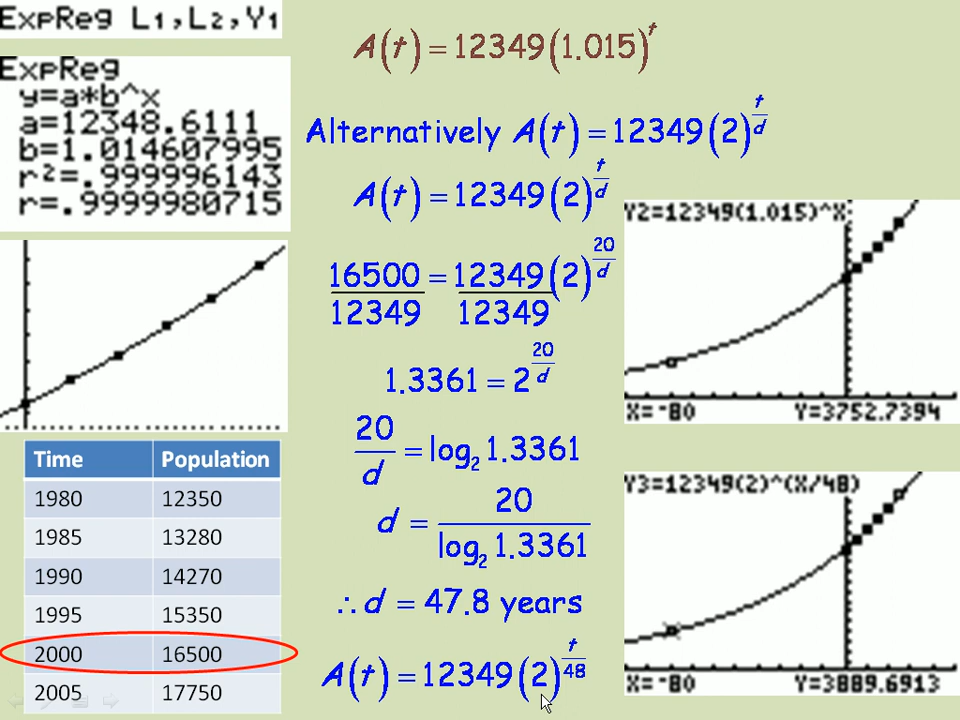 ExpReg L₁,L₂,Y₁
ExpReg
y=a*b^x
a=12348.6111
b=1.014607995
r²=.999996143
r=.9999980715
Time Population
1980 12350
1985 13280
1990 14270
1995 15350
2000 16500
2005 17750
A(t) = 12349(1.015)^t
Alternatively A(t) = 12349(2)^(t/d)
A(t) = 12349(2)^(t/d)
16500/12349 = 12349(2)^(20/d)/12349
1.3361 = 2^(20/d)
20/d = log₂ 1.3361
d = 20/log₂ 1.3361
∴ d = 47.8 years
A(t) = 12349(2)^(t/48)
Y2=12349(1.015)^X
X=-80 Y=3752.7394
Y3=12349(2)^(X/48)
X=-80 Y=3889.6913